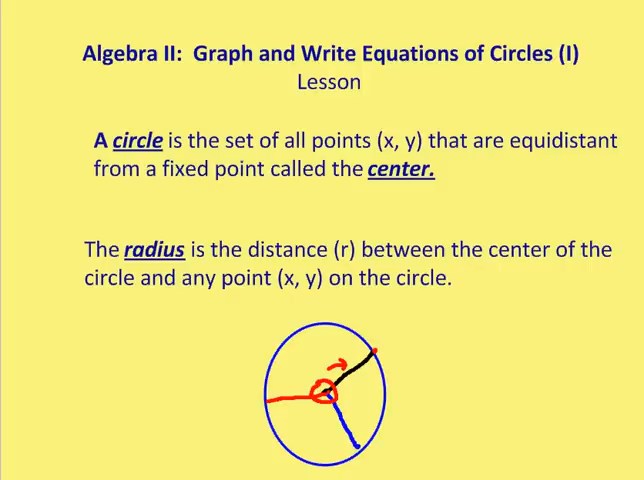 Algebra II:  Graph and Write Equations of Circles (I)
Lesson
A circle is the set of all points (x, y) that are equidistant
from a fixed point called the center.
The radius is the distance (r) between the center of the
circle and any point (x, y) on the circle.